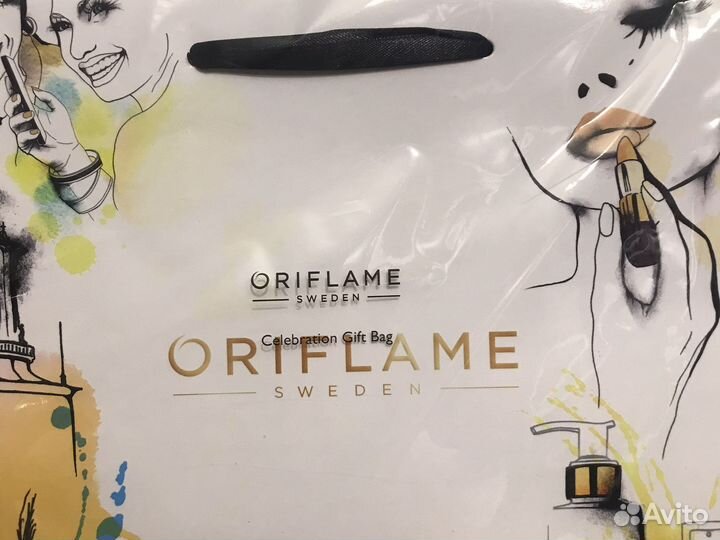 ORIFLAME
SWEDEN
Celebration Gift Bag
ORIFLAME
SWEDEN
Avito